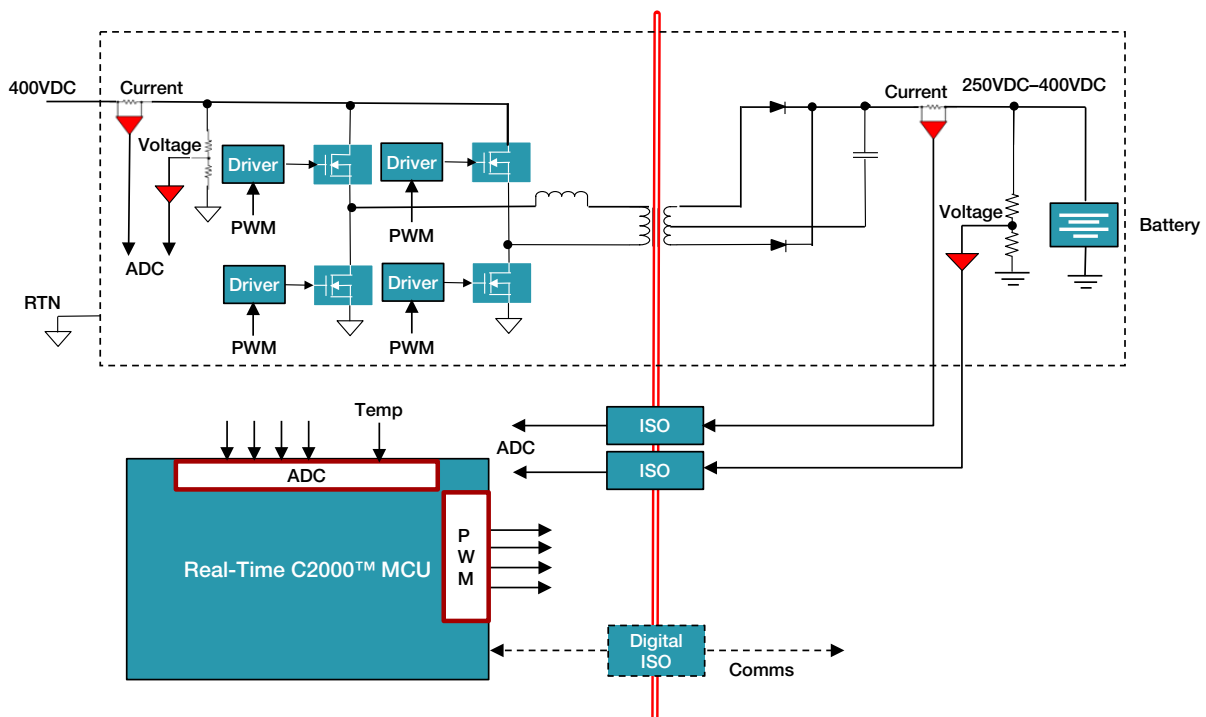 400VDC
Current
Voltage
Driver
Driver
PWM
PWM
ADC
Driver
Driver
RTN
PWM
PWM
250VDC–400VDC
Current
Voltage
Battery
Temp
ISO
ADC
ISO
ADC
P
W
M
Real-Time C2000™ MCU
Digital
ISO
Comms